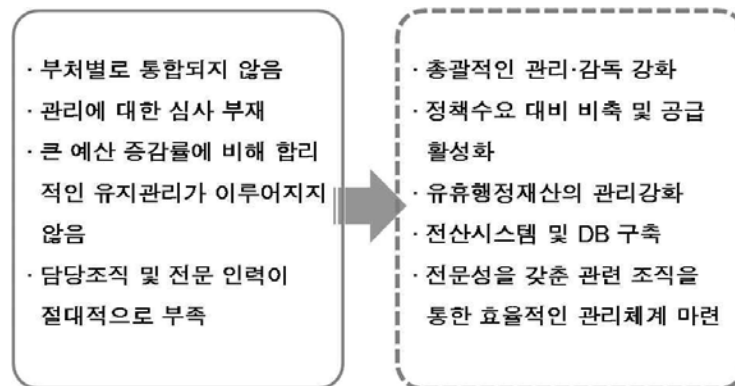 · 부처별로 통합되지 않음
· 관리에 대한 심사 부재
· 큰 예산 증감률에 비해 합리
적인 유지관리가 이루어지지
않음
· 담당조직 및 전문 인력이
절대적으로 부족
· 총괄적인 관리·감독 강화
· 정책수요 대비 비축 및 공급
활성화
· 유휴행정재산의 관리강화
· 전산시스템 및 DB 구축
· 전문성을 갖춘 관련 조직을
통한 효율적인 관리체계 마련